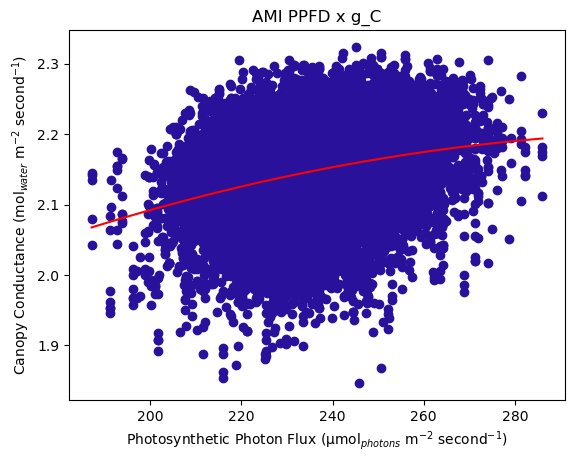 AMI PPFD x g_C
Canopy Conductance (mol_water m⁻² second⁻¹)
2.3
2.2
2.1
2.0
1.9
200 220 240 260 280
Photosynthetic Photon Flux (μmol_photons m⁻² second⁻¹)